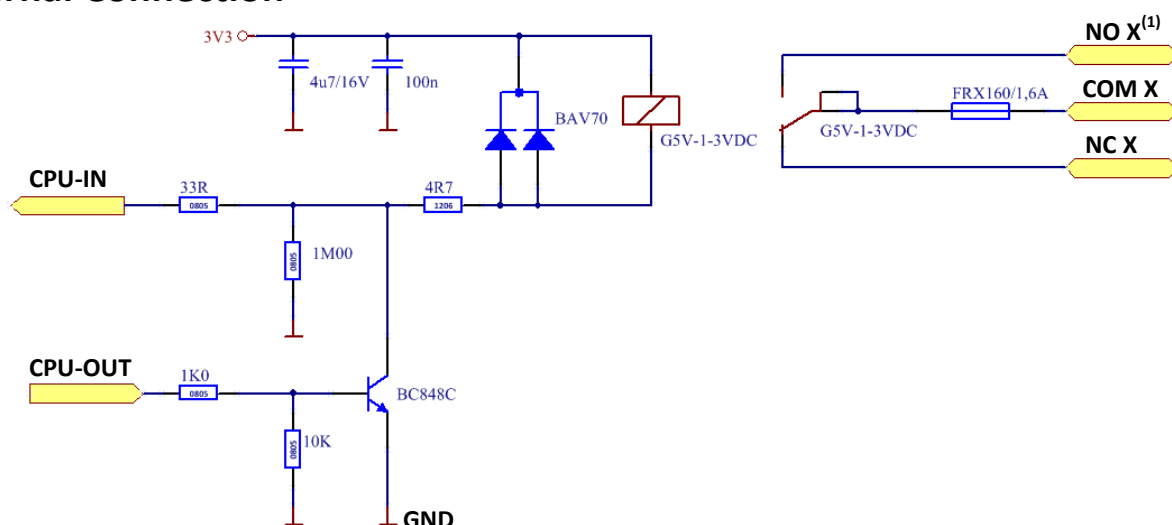 3V3
4u7/16V
100n
BAV70
G5V-1-3VDC
NO X(1)
COM X
FRX160/1,6A
G5V-1-3VDC
NC X
CPU-IN
33R
0805
4R7
1206
0805
1M00
CPU-OUT
1K0
0805
BC848C
0805
10K
GND